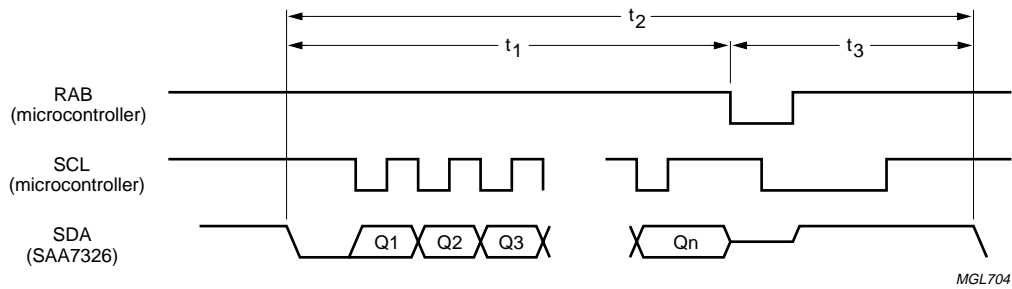 t2
t1
t3
RAB
(microcontroller)
SCL
(microcontroller)
SDA
(SAA7326)
Q1 Q2 Q3 Qn
MGL704